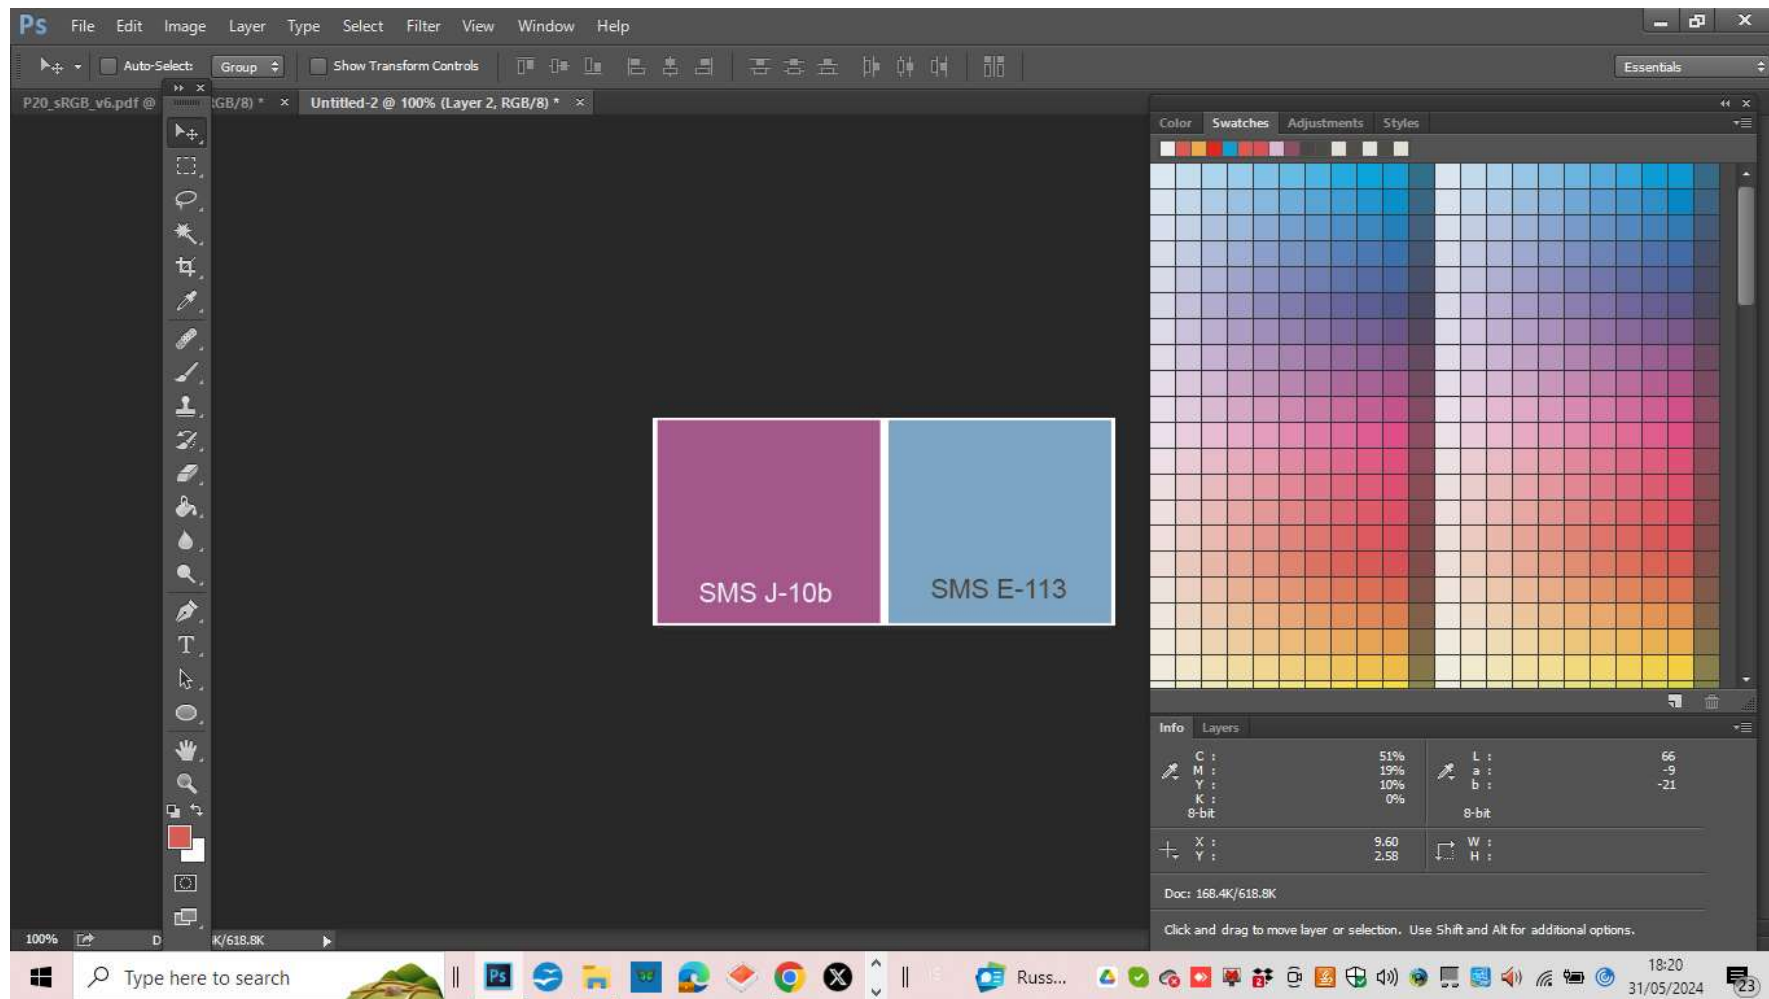 Ps File Edit Image Layer Type Select Filter View Window Help
Auto-Select: Group Show Transform Controls Essentials
P20_sRGB_v6.pdf @ RGB/8) * × Untitled-2 @ 100% (Layer 2, RGB/8) * ×
Color Swatches Adjustments Styles
SMS J-10b
SMS E-113
Info Layers
C : 51% L : 66
M : 19% a : -9
Y : 10% b : -21
K : 0%
8-bit 8-bit
X : 9.60 W :
Y : 2.58 H :
Doc: 168.4K/618.8K
Click and drag to move layer or selection. Use Shift and Alt for additional options.
100% D K/618.8K
Type here to search Ps X Russ... 18:20
31/05/2024 23